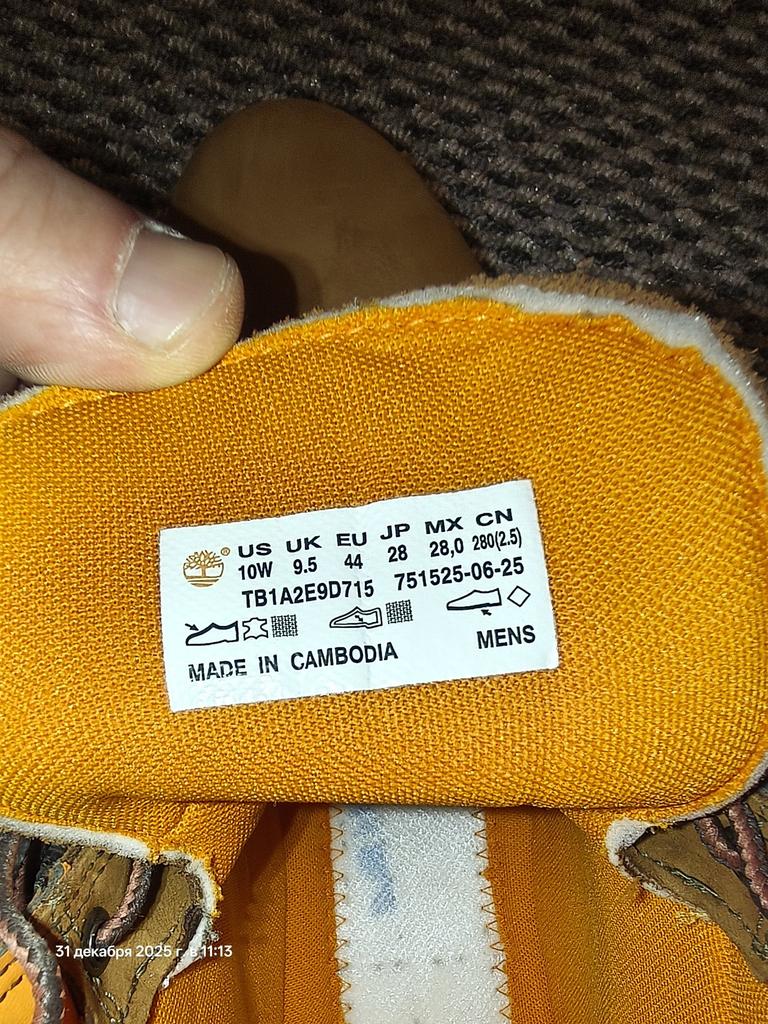 US UK EU JP MX CN
10W 9.5 44 28 28,0 280(2.5)
TB1A2E9D715 751525-06-25
MENS
MADE IN CAMBODIA
31 декабря 2025 г. в 11:13